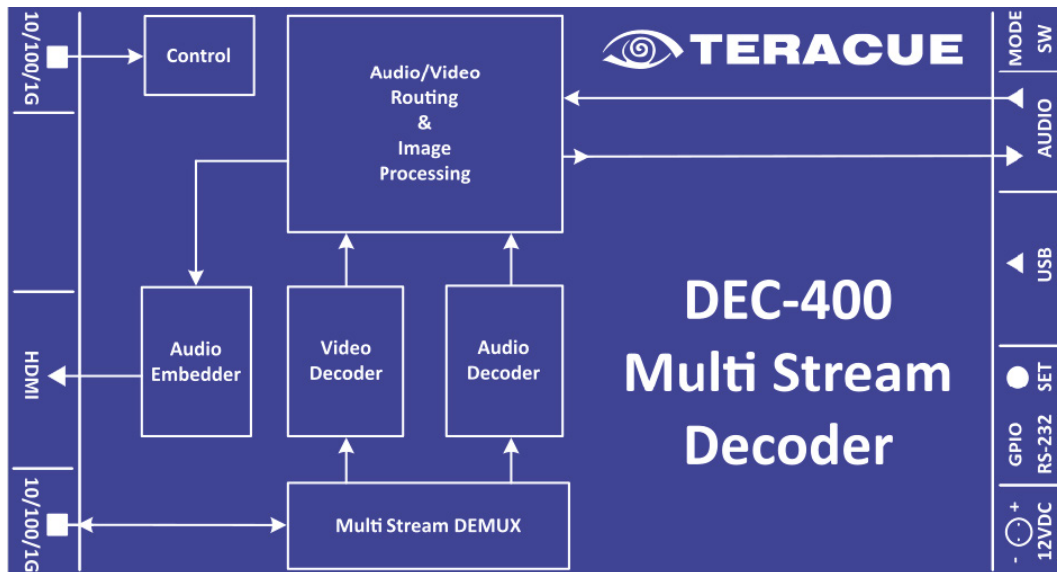 10/100/1G
Control
Audio/Video
Routing
&
Image
Processing
TERACUE
MODE
SW
AUDIO
USB
HDMI
Audio
Embedder
Video
Decoder
Audio
Decoder
DEC-400
Multi Stream
Decoder
SET
GPIO
RS-232
10/100/1G
Multi Stream DEMUX
- +
12VDC